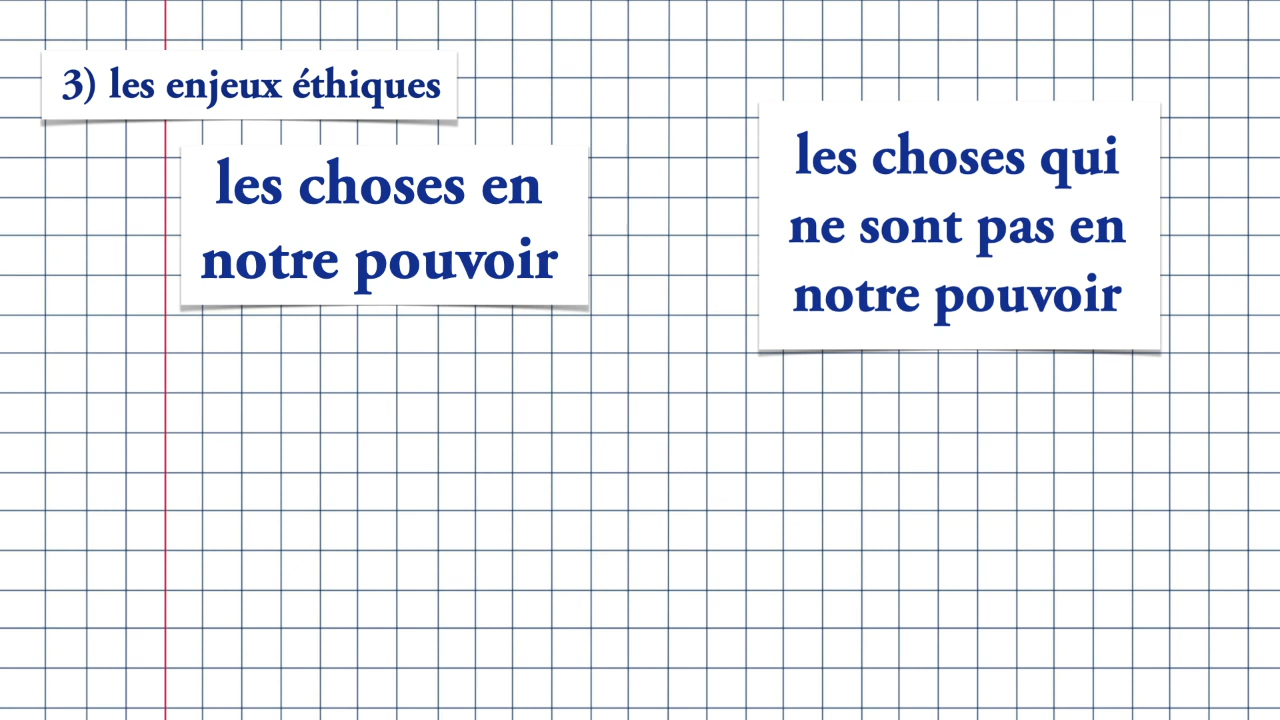 3) les enjeux éthiques
les choses en
notre pouvoir
les choses qui
ne sont pas en
notre pouvoir